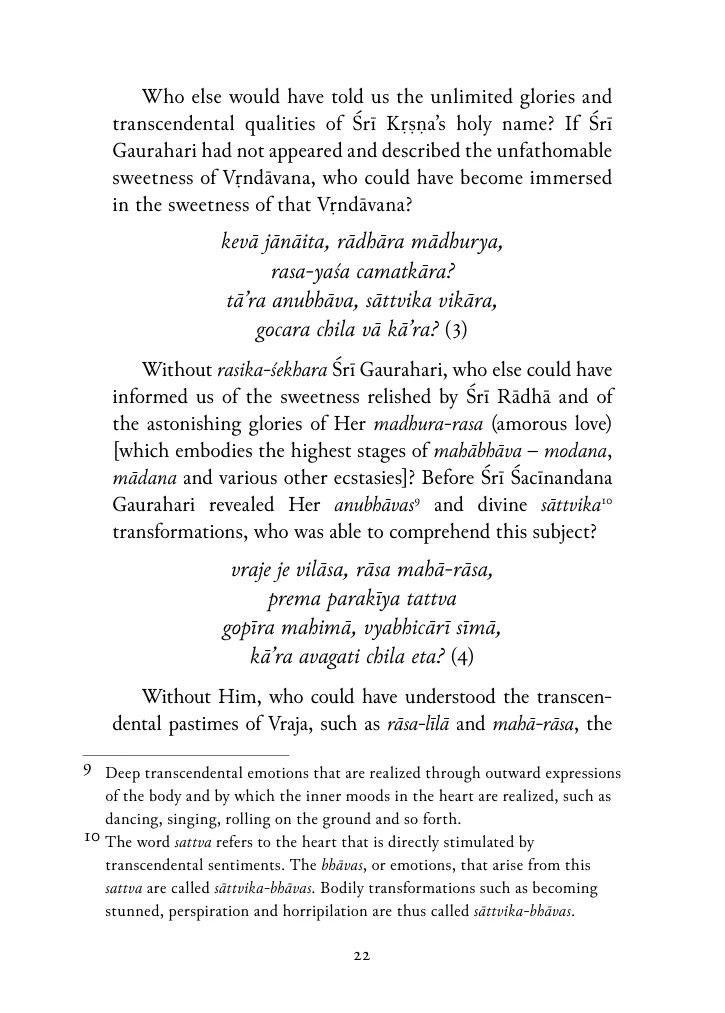 Who else would have told us the unlimited glories and
transcendental qualities of Śrī Kṛṣṇa’s holy name? If Śrī
Gaurahari had not appeared and described the unfathomable
sweetness of Vṛndāvana, who could have become immersed
in the sweetness of that Vṛndāvana?
kevā jānāita, rādhāra mādhurya,
rasa-yaśa camatkāra?
tā’ra anubhāva, sāttvika vikāra,
gocara chila vā kā’ra? (3)
Without rasika-śekhara Śrī Gaurahari, who else could have
informed us of the sweetness relished by Śrī Rādhā and of
the astonishing glories of Her madhura-rasa (amorous love)
[which embodies the highest stages of mahābhāva – modana,
mādana and various other ecstasies]? Before Śrī Śacīnandana
Gaurahari revealed Her anubhāvas⁹ and divine sāttvika¹⁰
transformations, who was able to comprehend this subject?
vraje je vilāsa, rāsa mahā-rāsa,
prema parakīya tattva
gopīra mahimā, vyabhicārī sīmā,
kā’ra avagati chila eta? (4)
Without Him, who could have understood the transcen-
dental pastimes of Vraja, such as rāsa-līlā and mahā-rāsa, the
9 Deep transcendental emotions that are realized through outward expressions
of the body and by which the inner moods in the heart are realized, such as
dancing, singing, rolling on the ground and so forth.
10 The word sattva refers to the heart that is directly stimulated by
transcendental sentiments. The bhāvas, or emotions, that arise from this
sattva are called sāttvika-bhāvas. Bodily transformations such as becoming
stunned, perspiration and horripilation are thus called sāttvika-bhāvas.
22